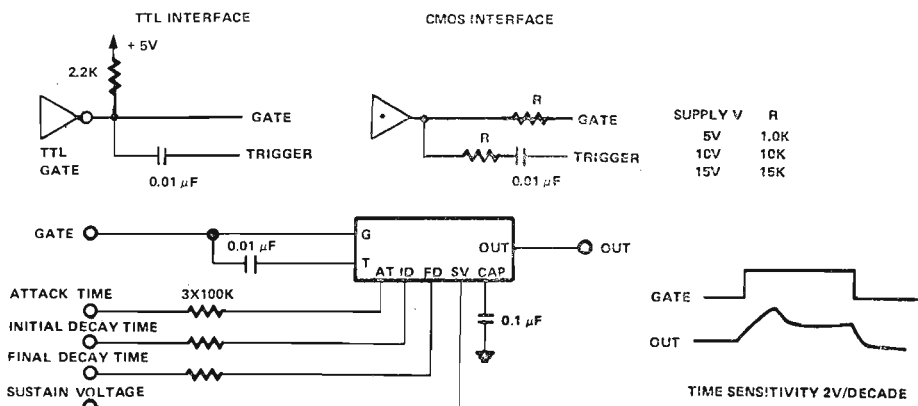 TTL INTERFACE
CMOS INTERFACE
+ 5V
2.2K
R
GATE
GATE
SUPPLY V R
5V 1.0K
10V 10K
15V 15K
R
TTL
GATE
TRIGGER
0.01 μF
TRIGGER
0.01 μF
GATE
0.01 μF
G
T
OUT
OUT
AT ID FD SV CAP
ATTACK TIME
3X100K
INITIAL DECAY TIME
FINAL DECAY TIME
SUSTAIN VOLTAGE
0.1 μF
GATE
OUT
TIME SENSITIVITY 2V/DECADE